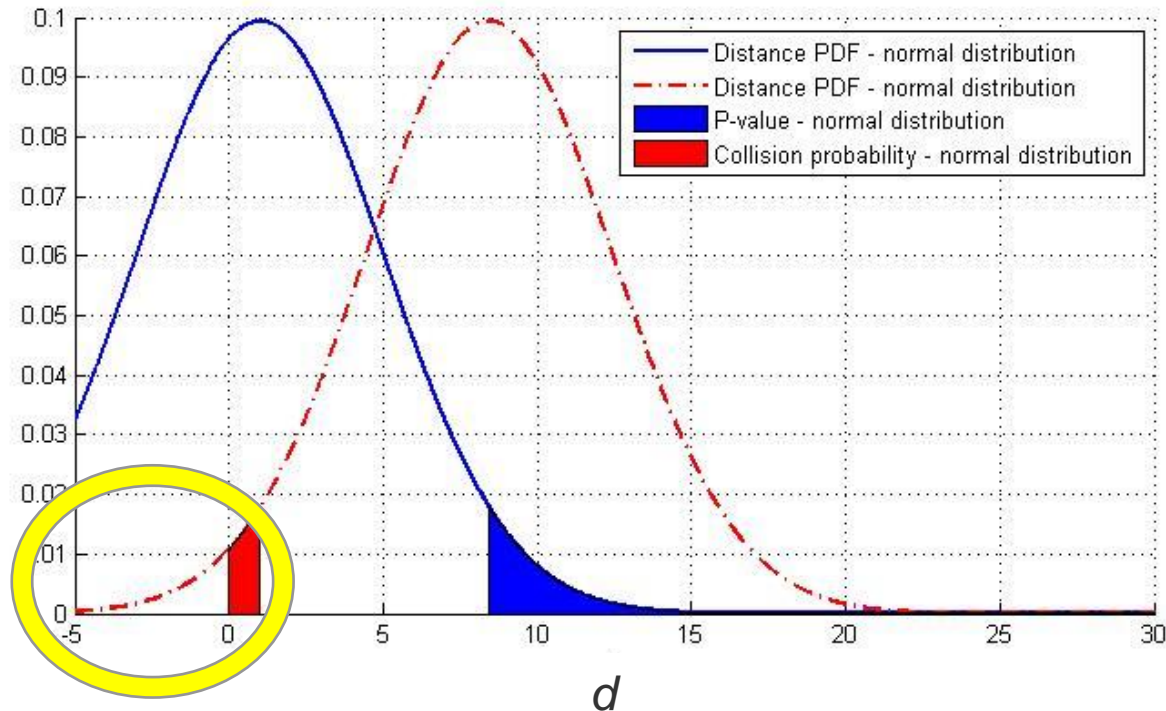 0.1
0.09
0.08
0.07
0.06
0.05
0.04
0.03
0
-5 0 5 10 15 20 25 30
d
Distance PDF - normal distribution
Distance PDF - normal distribution
P-value - normal distribution
Collision probability - normal distribution